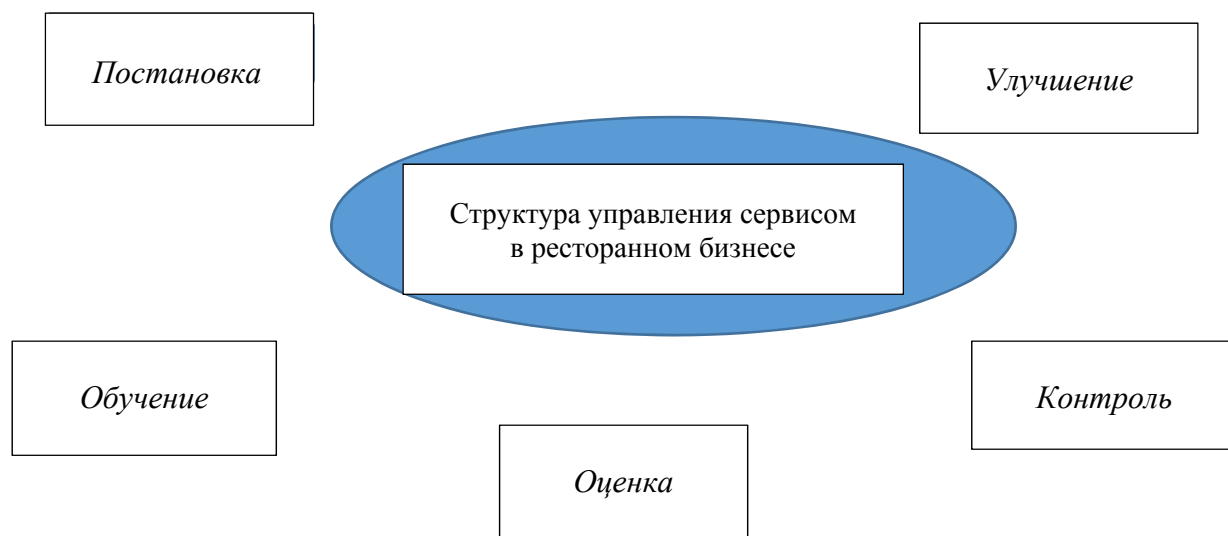 Постановка
Улучшение
Структура управления сервисом
в ресторанном бизнесе
Обучение
Контроль
Оценка